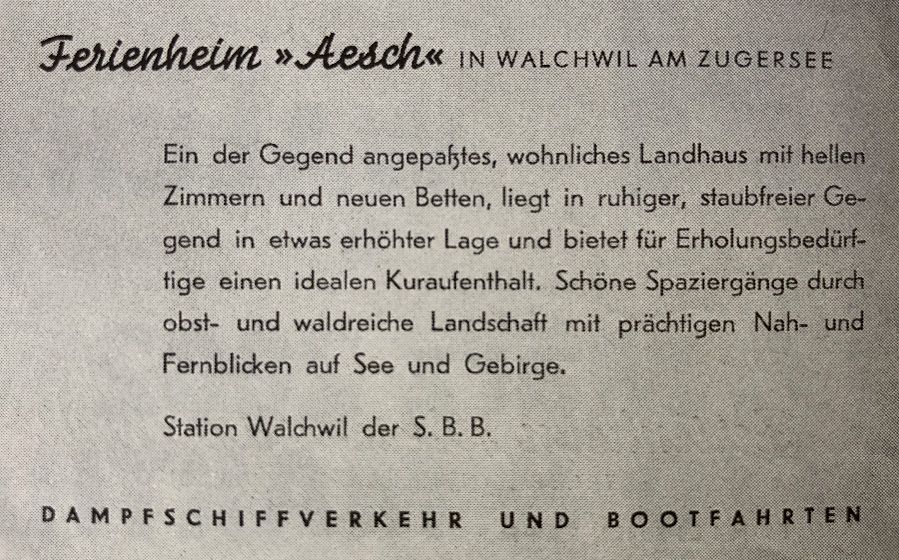 Ferienheim »Aesch« IN WALCHWIL AM ZUGERSEE
Ein der Gegend angepaßtes, wohnliches Landhaus mit hellen
Zimmern und neuen Betten, liegt in ruhiger, staubfreier Ge-
gend in etwas erhöhter Lage und bietet für Erholungsbedürf-
tige einen idealen Kuraufenthalt. Schöne Spaziergänge durch
obst- und waldreiche Landschaft mit prächtigen Nah- und
Fernblicken auf See und Gebirge.
Station Walchwil der S. B. B.
DAMPFSCHIFFVERKEHR UND BOOTFAHRTEN